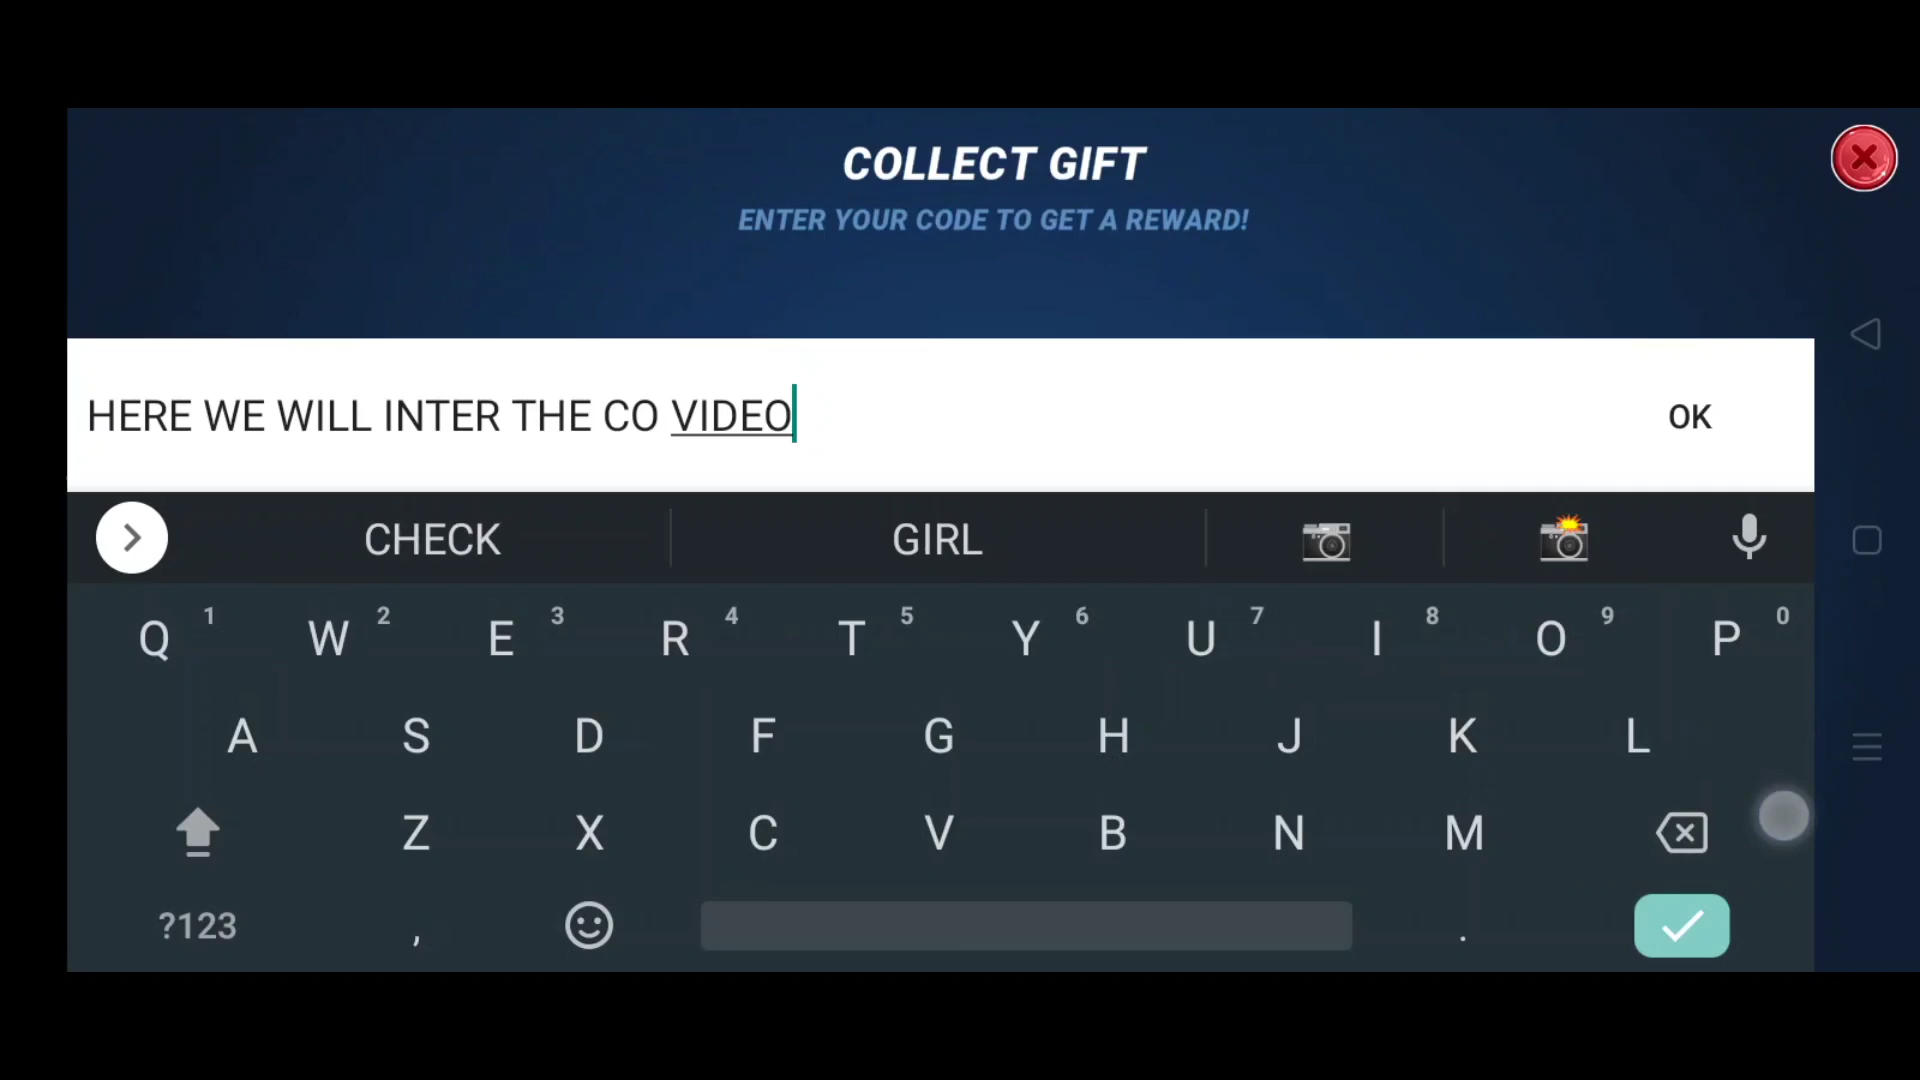 COLLECT GIFT
ENTER YOUR CODE TO GET A REWARD!
HERE WE WILL INTER THE CO VIDEO
OK
CHECK GIRL
Q 1 W 2 E 3 R 4 T 5 Y 6 U 7 I 8 O 9 P 0
A S D F G H J K L
Z X C V B N M
?123 , .